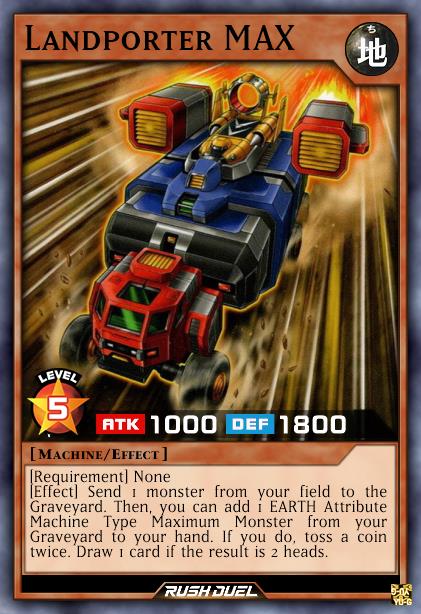 Landporter MAX
ち
地
LEVEL
5
ATK 1000 DEF 1800
[Machine/Effect]
[Requirement] None
[Effect] Send 1 monster from your field to the
Graveyard. Then, you can add 1 EARTH Attribute
Machine Type Maximum Monster from your
Graveyard to your hand. If you do, toss a coin
twice. Draw 1 card if the result is 2 heads.
RUSH DUEL